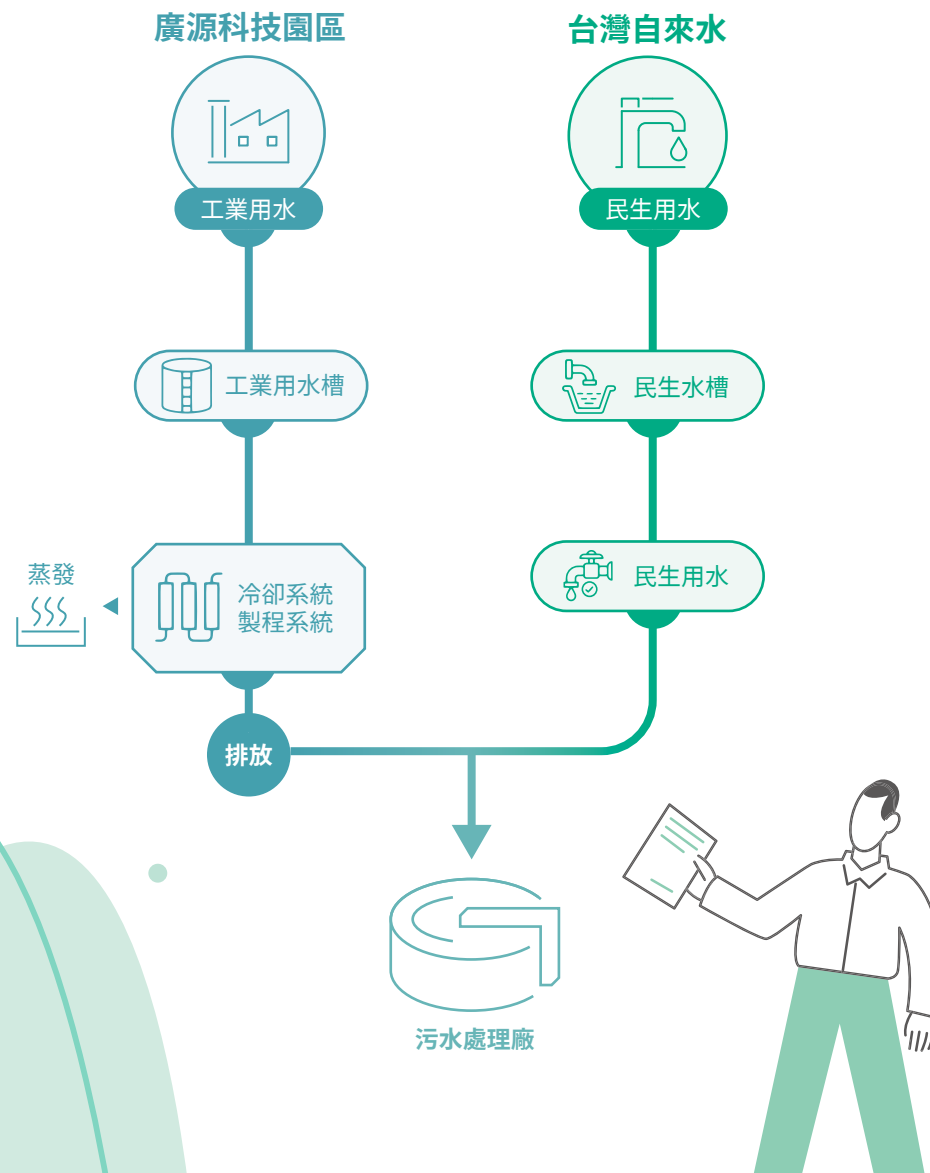 廣源科技園區
台灣自來水
工業用水
民生用水
工業用水槽
民生水槽
蒸發
冷卻系統
製程系統
民生用水
排放
污水處理廠